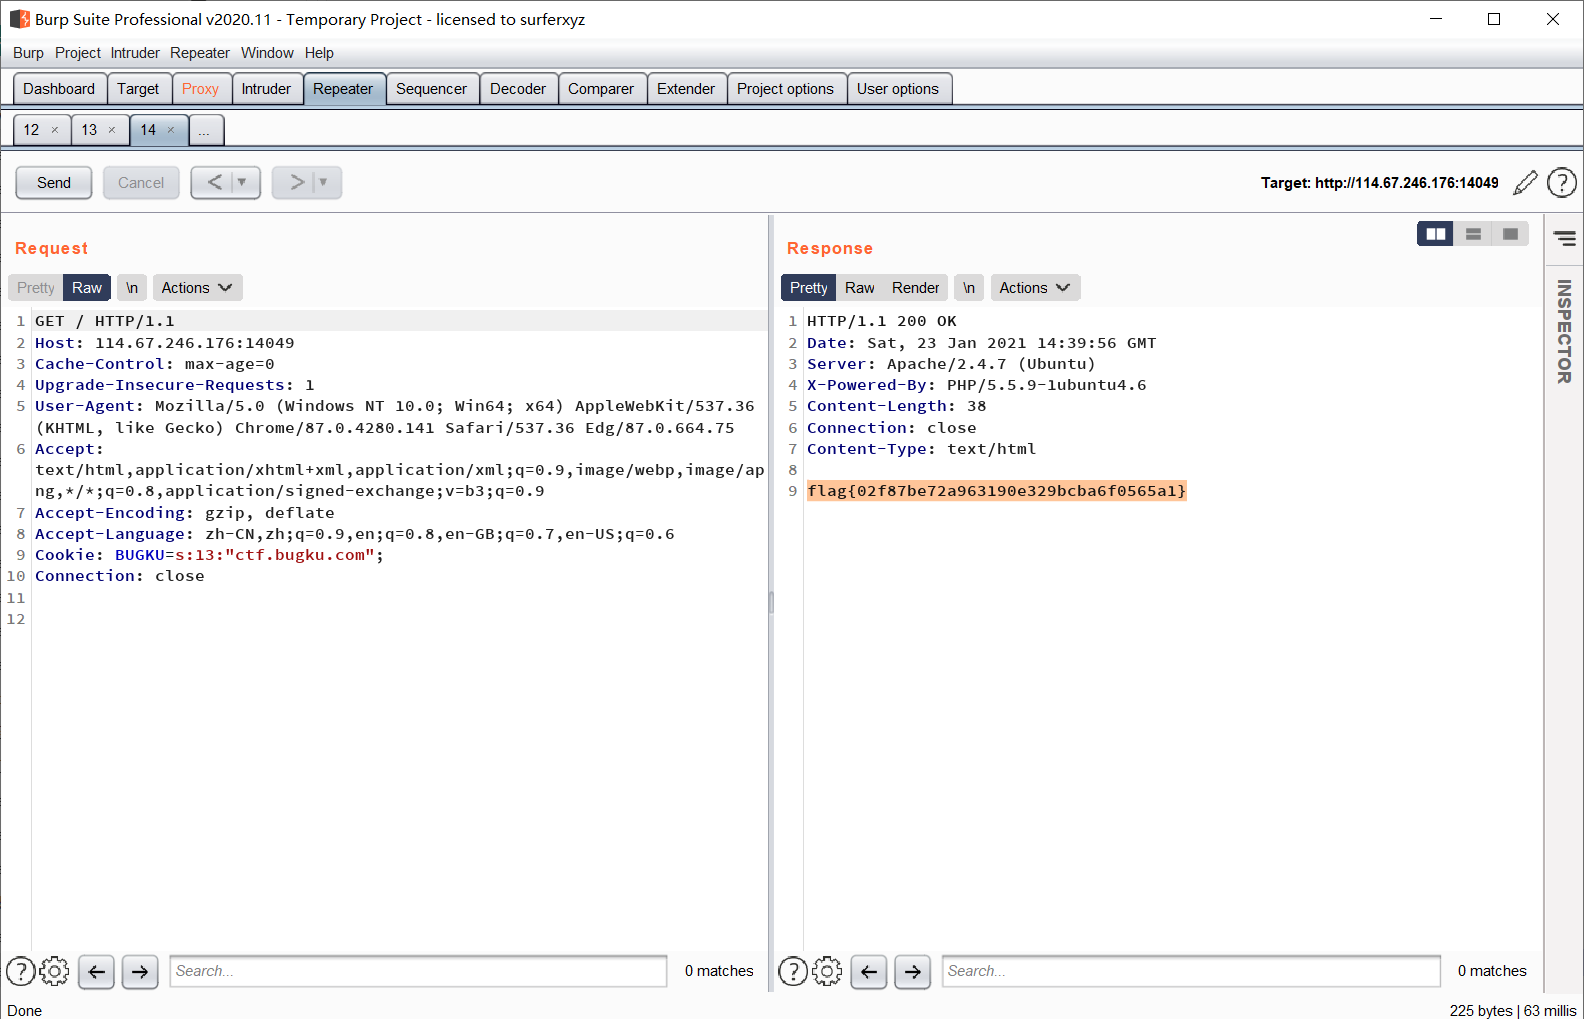 Burp Suite Professional v2020.11 - Temporary Project - licensed to surferxyz
Burp Project Intruder Repeater Window Help
Dashboard Target Proxy Intruder Repeater Sequencer Decoder Comparer Extender Project options User options
12 × 13 × 14 × ...
Send Cancel < > Target: http://114.67.246.176:14049
Request
Pretty Raw \n Actions
1 GET / HTTP/1.1
2 Host: 114.67.246.176:14049
3 Cache-Control: max-age=0
4 Upgrade-Insecure-Requests: 1
5 User-Agent: Mozilla/5.0 (Windows NT 10.0; Win64; x64) AppleWebKit/537.36
(KHTML, like Gecko) Chrome/87.0.4280.141 Safari/537.36 Edg/87.0.664.75
6 Accept:
text/html,application/xhtml+xml,application/xml;q=0.9,image/webp,image/ap
ng,*/*;q=0.8,application/signed-exchange;v=b3;q=0.9
7 Accept-Encoding: gzip, deflate
8 Accept-Language: zh-CN,zh;q=0.9,en;q=0.8,en-GB;q=0.7,en-US;q=0.6
9 Cookie: BUGKU=s:13:"ctf.bugku.com";
10 Connection: close
11
12
Search... 0 matches
Response
Pretty Raw Render \n Actions
1 HTTP/1.1 200 OK
2 Date: Sat, 23 Jan 2021 14:39:56 GMT
3 Server: Apache/2.4.7 (Ubuntu)
4 X-Powered-By: PHP/5.5.9-1ubuntu4.6
5 Content-Length: 38
6 Connection: close
7 Content-Type: text/html
8
9 flag{02f87be72a963190e329bcba6f0565a1}
Search... 0 matches
INSPECTOR
Done
225 bytes | 63 millis